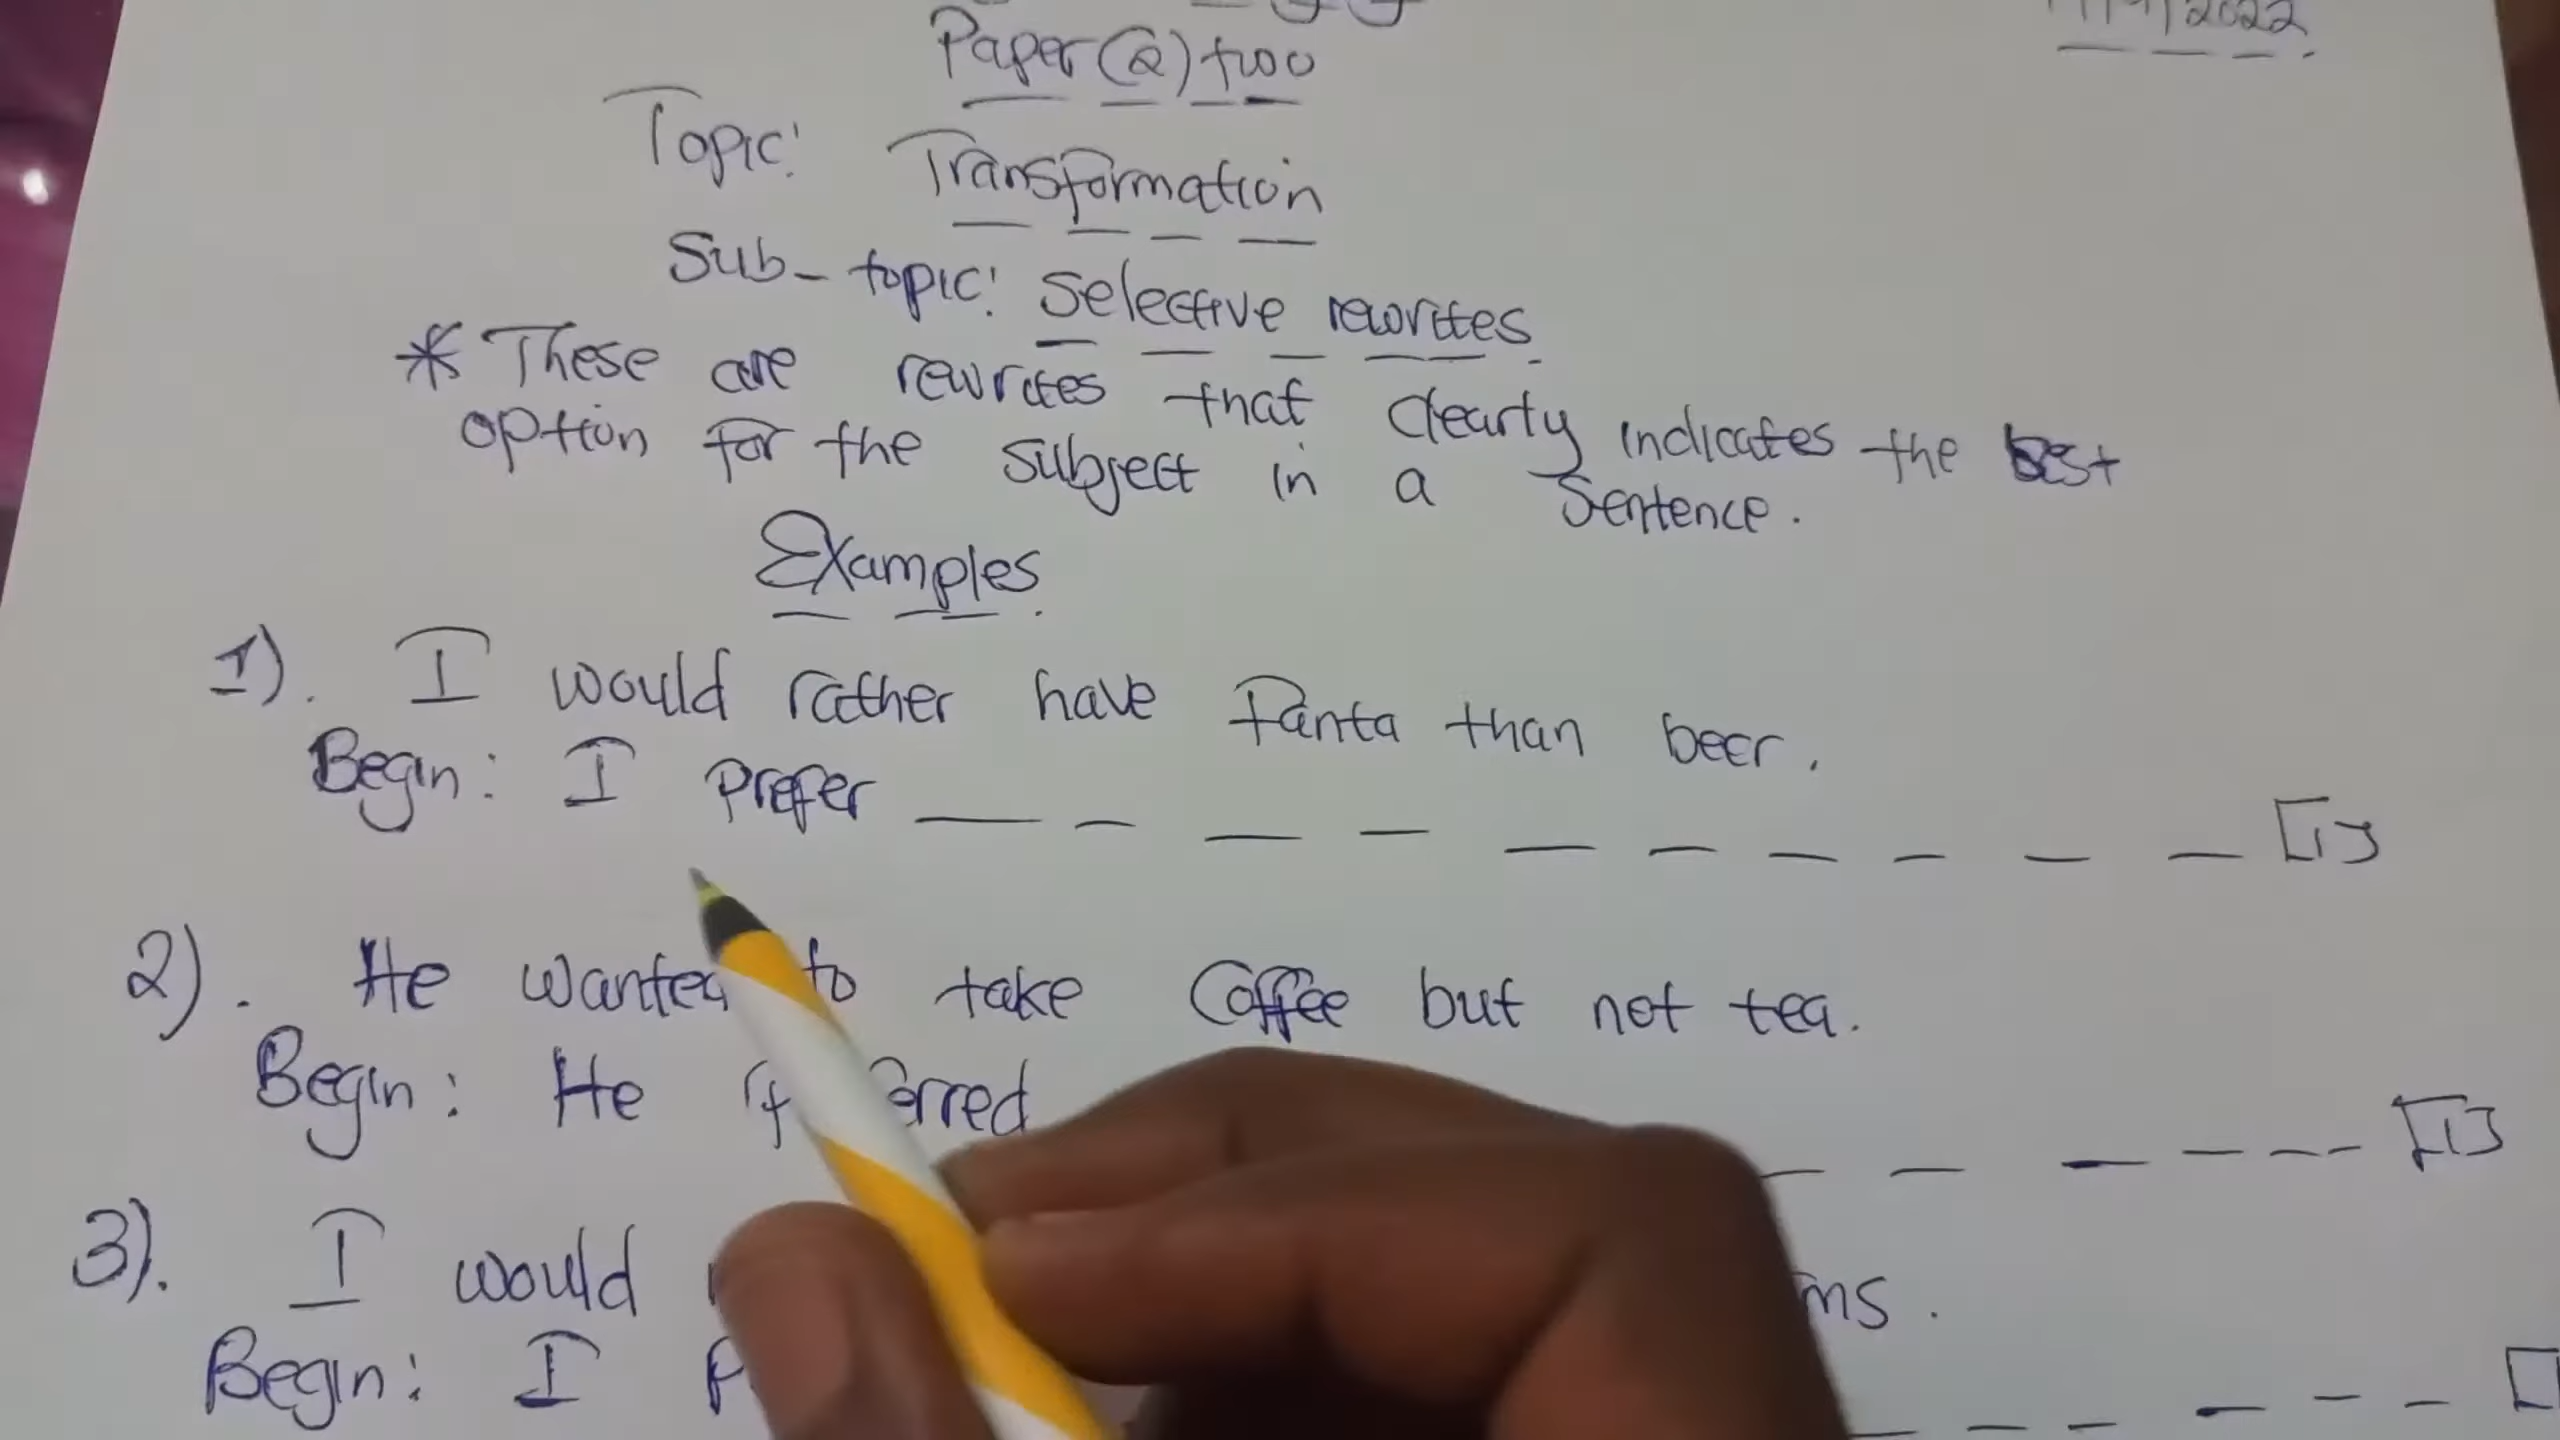 Paper (2) two
Topic: Transformation
Sub-topic: Selective rewrites.
* These are rewrites that clearly indicates the best
option for the subject in a sentence.
Examples.
1). I would rather have Fanta than beer.
Begin: I prefer _ _ _ _ _ _ _ _ _ _ [1]
2). He wanted to take Coffee but not tea.
Begin: He _ _ _ _ _ _ [1]
3). I would
Begin: I _ _ _ _ _ _